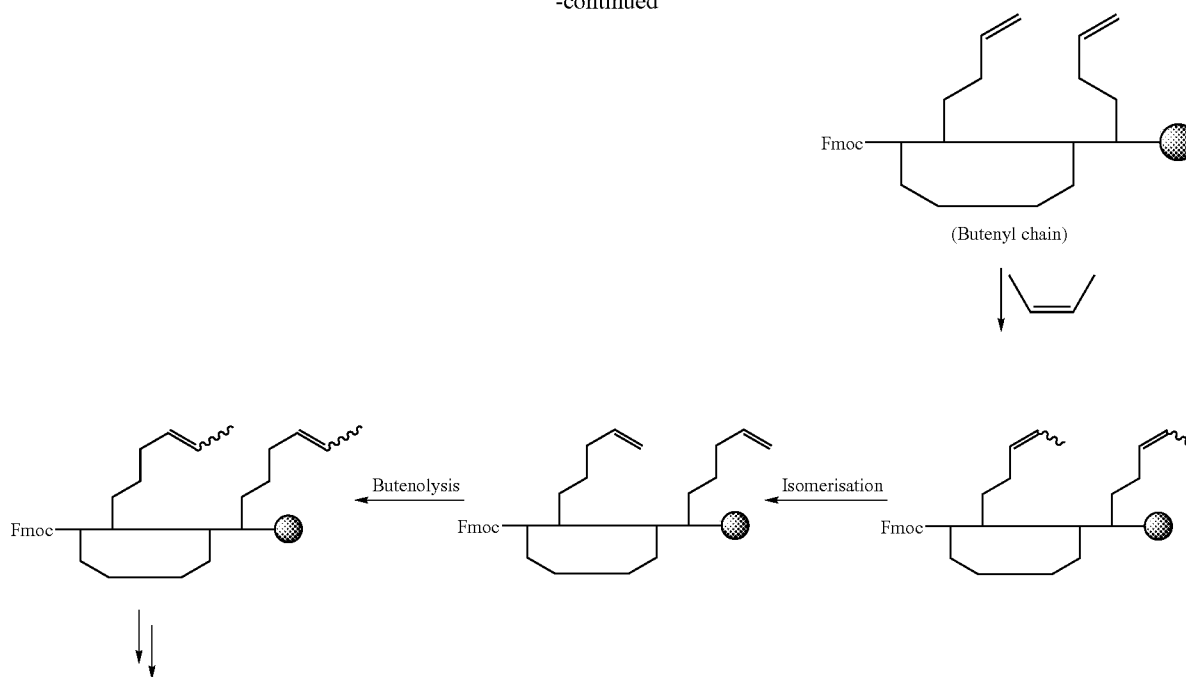 -continued
Fmoc
(Butenyl chain)
Butenolysis
Isomerisation
Fmoc
Fmoc
Fmoc